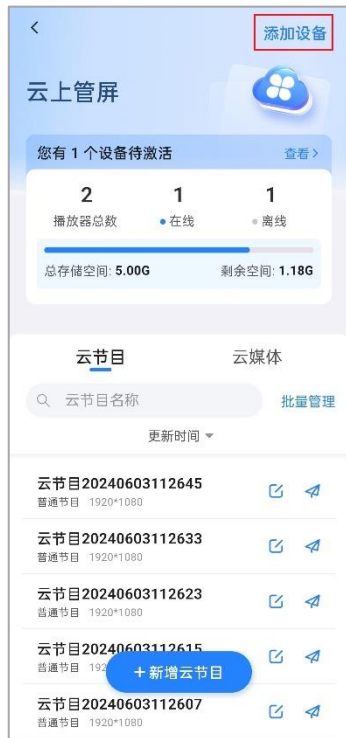 添加设备
云上管屏
您有 1 个设备待激活 查看>
2 1 1
播放器总数 在线 离线
总存储空间: 5.00G 剩余空间: 1.18G
云节目 云媒体
云节目名称 批量管理
更新时间
云节目20240603112645
普通节目 1920*1080
云节目20240603112633
普通节目 1920*1080
云节目20240603112623
普通节目 1920*1080
云节目20240603112615
普通节目 192
+新增云节目
云节目20240603112607
普通节目 1920*1080